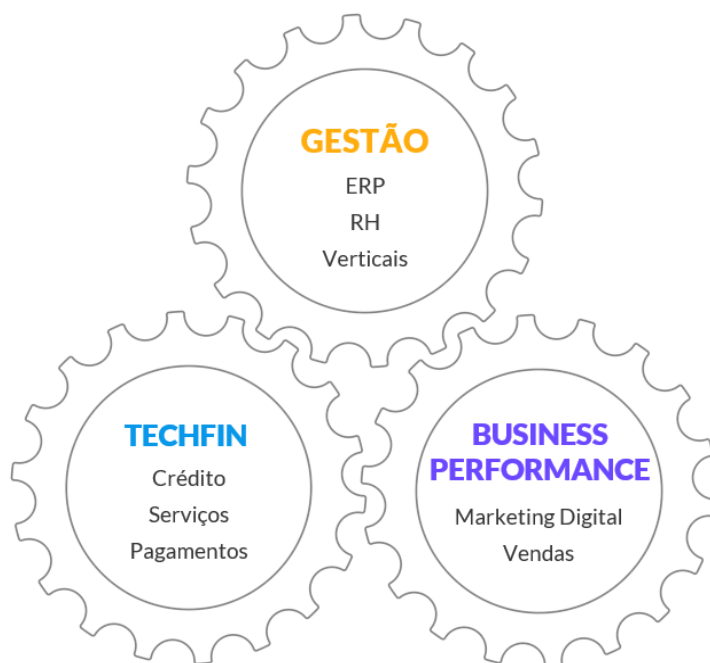 GESTÃO
ERP
RH
Verticais
TECHFIN
Crédito
Serviços
Pagamentos
BUSINESS
PERFORMANCE
Marketing Digital
Vendas